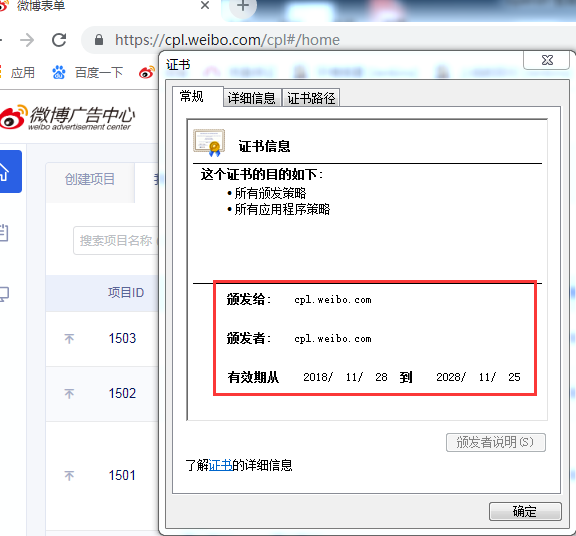 微博表单
https://cpl.weibo.com/cpl#/home
应用
百度一下
微博广告中心
weibo advertisement center
创建项目
搜索项目名称
项目ID
1503
1502
1501
证书
常规
详细信息
证书路径
证书信息
这个证书的目的如下:
• 所有颁发策略
• 所有应用程序策略
颁发给: cpl.weibo.com
颁发者: cpl.weibo.com
有效期从 2018/ 11/ 28 到 2028/ 11/ 25
颁发者说明(S)
了解证书的详细信息
确定